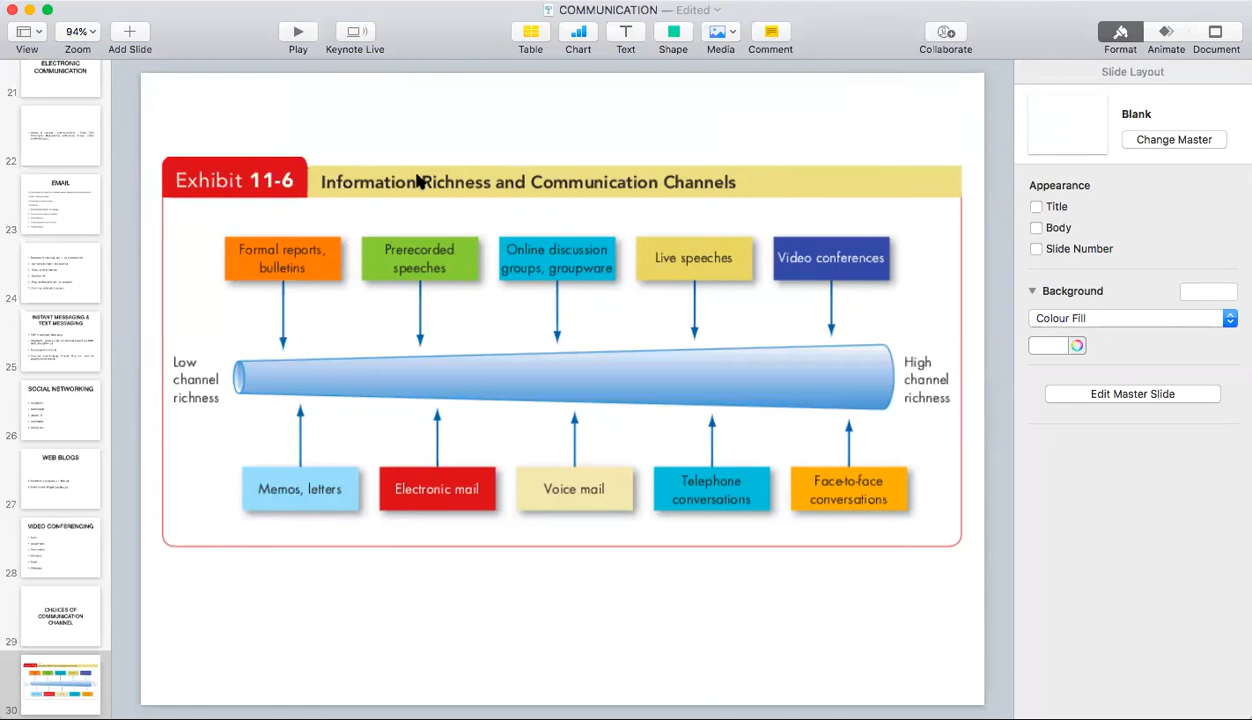 COMMUNICATION — Edited
View
94%
Zoom
Add Slide
Play
Keynote Live
Table
Chart
Text
Shape
Media
Comment
Collaborate
Format
Animate
Document
ELECTRONIC
COMMUNICATION
21
22
EMAIL
23
24
INSTANT MESSAGING &
TEXT MESSAGING
25
SOCIAL NETWORKING
26
WEB BLOGS
27
VIDEO CONFERENCING
28
CHOICES OF
COMMUNICATION
CHANNEL
29
30
Exhibit 11-6
Information Richness and Communication Channels
Formal reports,
bulletins
Prerecorded
speeches
Online discussion
groups, groupware
Live speeches
Video conferences
Low
channel
richness
High
channel
richness
Memos, letters
Electronic mail
Voice mail
Telephone
conversations
Face-to-face
conversations
Slide Layout
Blank
Change Master
Appearance
Title
Body
Slide Number
Background
Colour Fill
Edit Master Slide